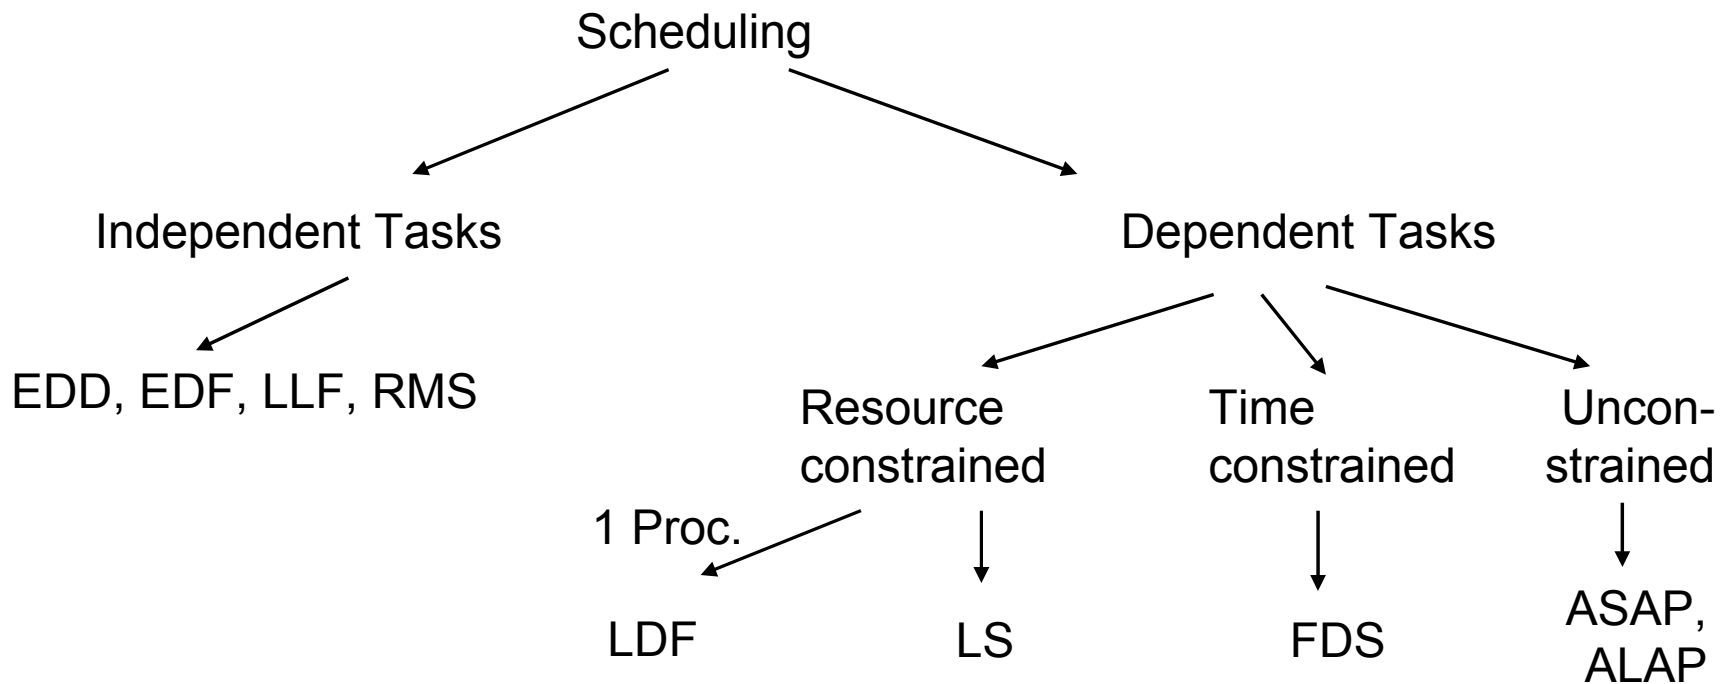 Scheduling
Independent Tasks
Dependent Tasks
EDD, EDF, LLF, RMS
Resource
constrained
Time
constrained
Uncon-
strained
1 Proc.
LDF
LS
FDS
ASAP,
ALAP